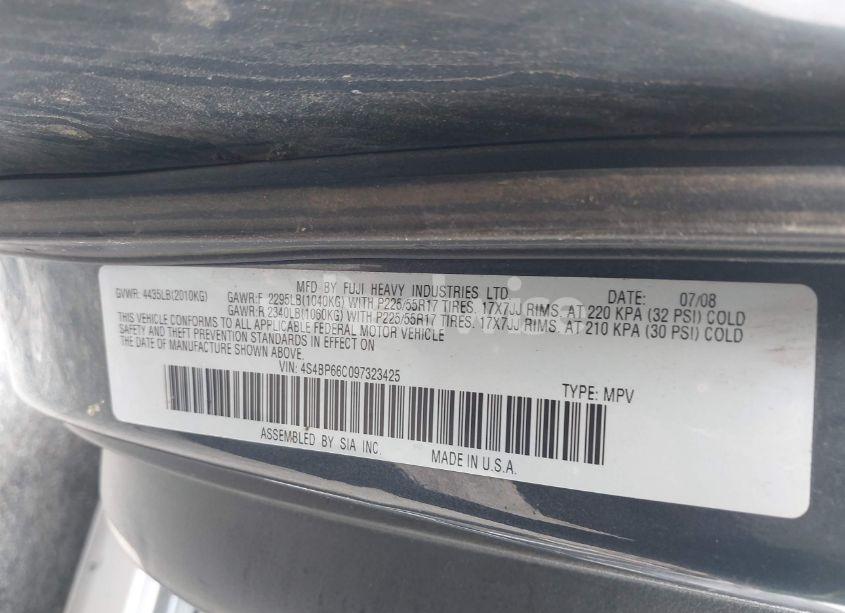 MFD BY FUJI HEAVY INDUSTRIES LTD. DATE: 07/08
GVWR: 4435LB(2010KG) GAWR:F 2295LB(1040KG) WITH P225/55R17 TIRES. 17X7JJ RIMS. AT 220 KPA (32 PSI) COLD
GAWR:R 2340LB(1060KG) WITH P225/55R17 TIRES. 17X7JJ RIMS. AT 210 KPA (30 PSI) COLD
THIS VEHICLE CONFORMS TO ALL APPLICABLE FEDERAL MOTOR VEHICLE
SAFETY AND THEFT PREVENTION STANDARDS IN EFFECT ON
THE DATE OF MANUFACTURE SHOWN ABOVE.
VIN: 4S4BP66C097323425 TYPE: MPV
ASSEMBLED BY SIA INC. MADE IN U.S.A.